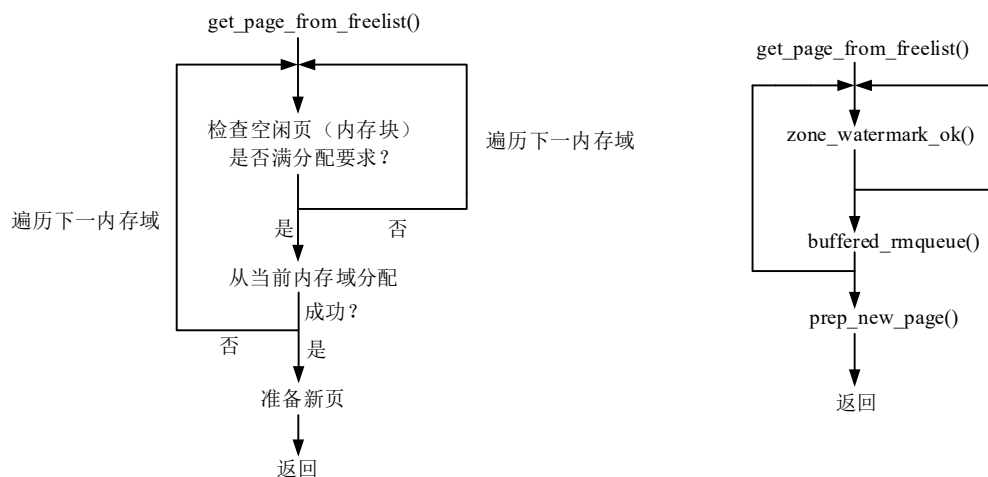 get_page_from_freelist()
检查空闲页（内存块）
是否满分配要求？
遍历下一内存域
遍历下一内存域
是
否
从当前内存域分配
成功？
否
是
准备新页
返回
get_page_from_freelist()
zone_watermark_ok()
buffered_rmqueue()
prep_new_page()
返回